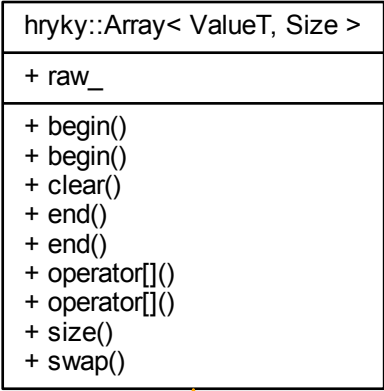 hryky::Array< ValueT, Size >
+ raw_
+ begin()
+ begin()
+ clear()
+ end()
+ end()
+ operator[]()
+ operator[]()
+ size()
+ swap()